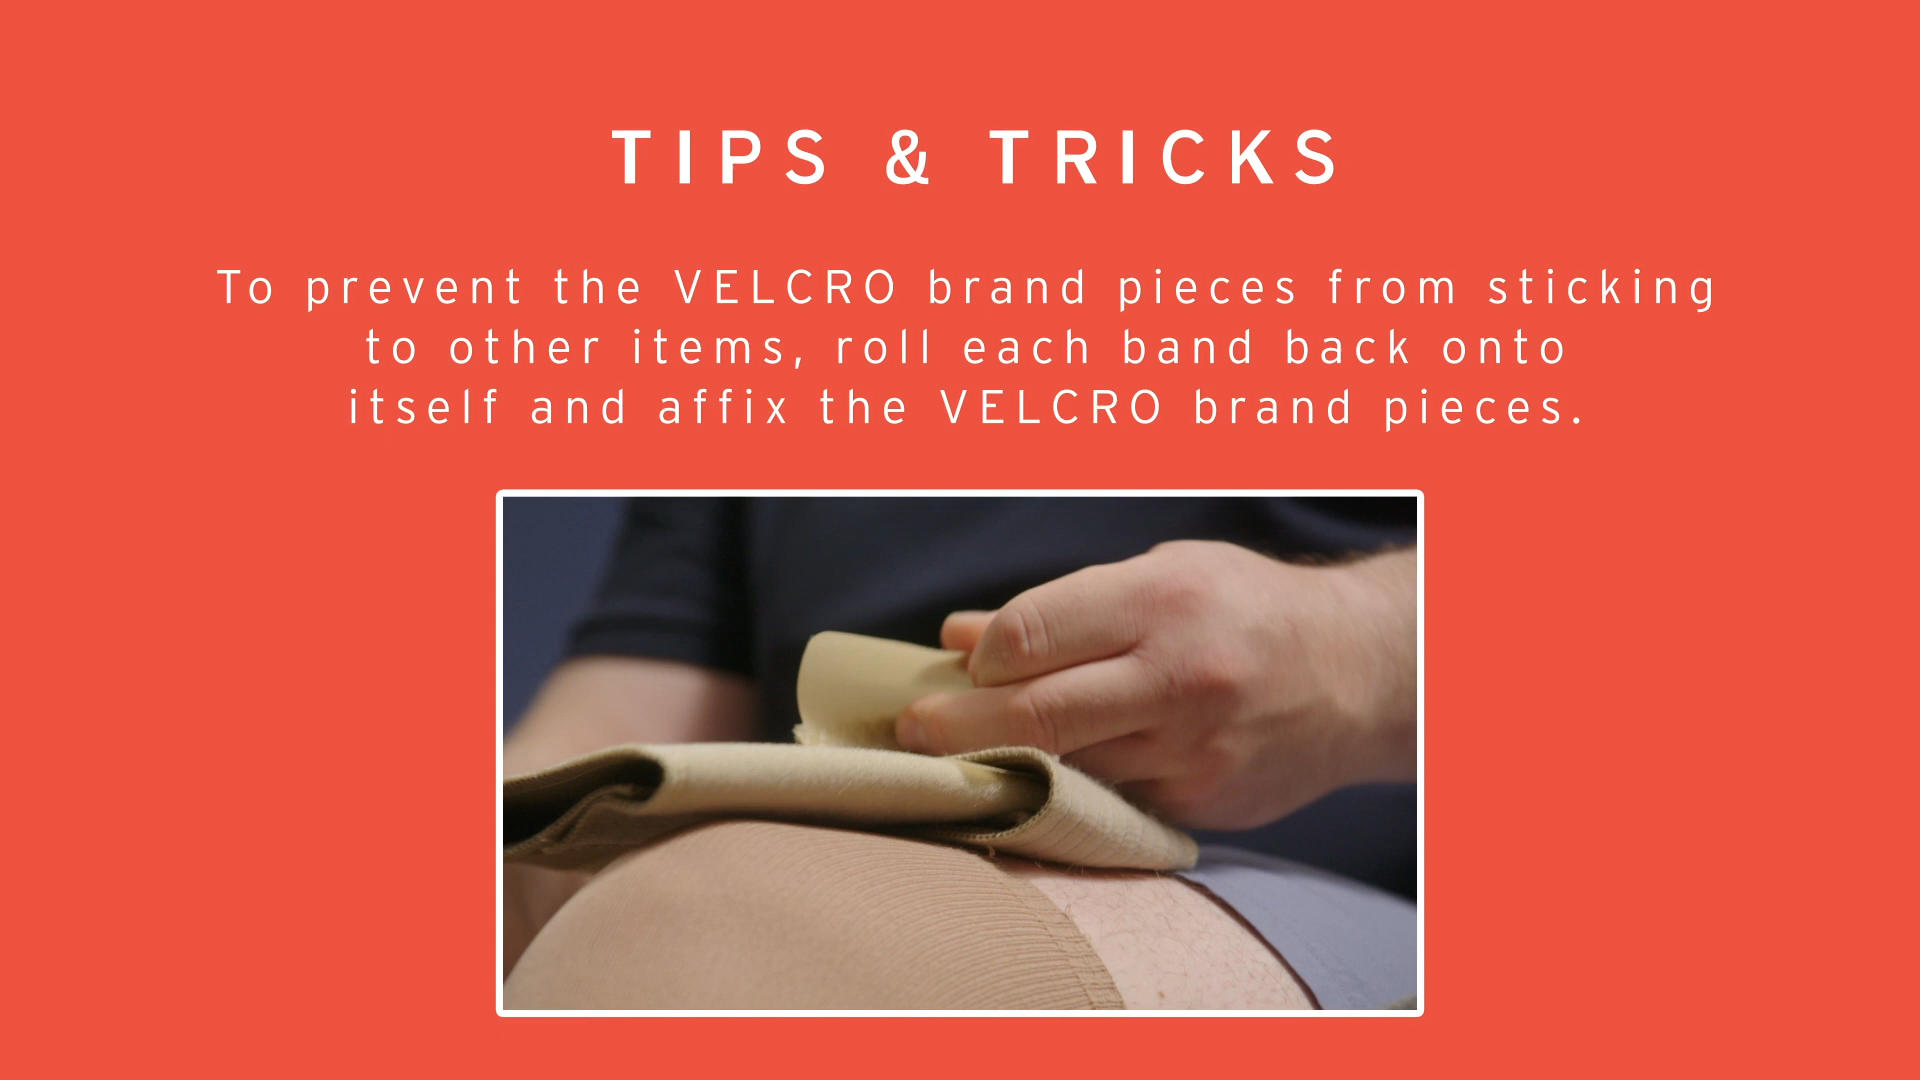 TIPS & TRICKS
To prevent the VELCRO brand pieces from sticking
to other items, roll each band back onto
itself and affix the VELCRO brand pieces.